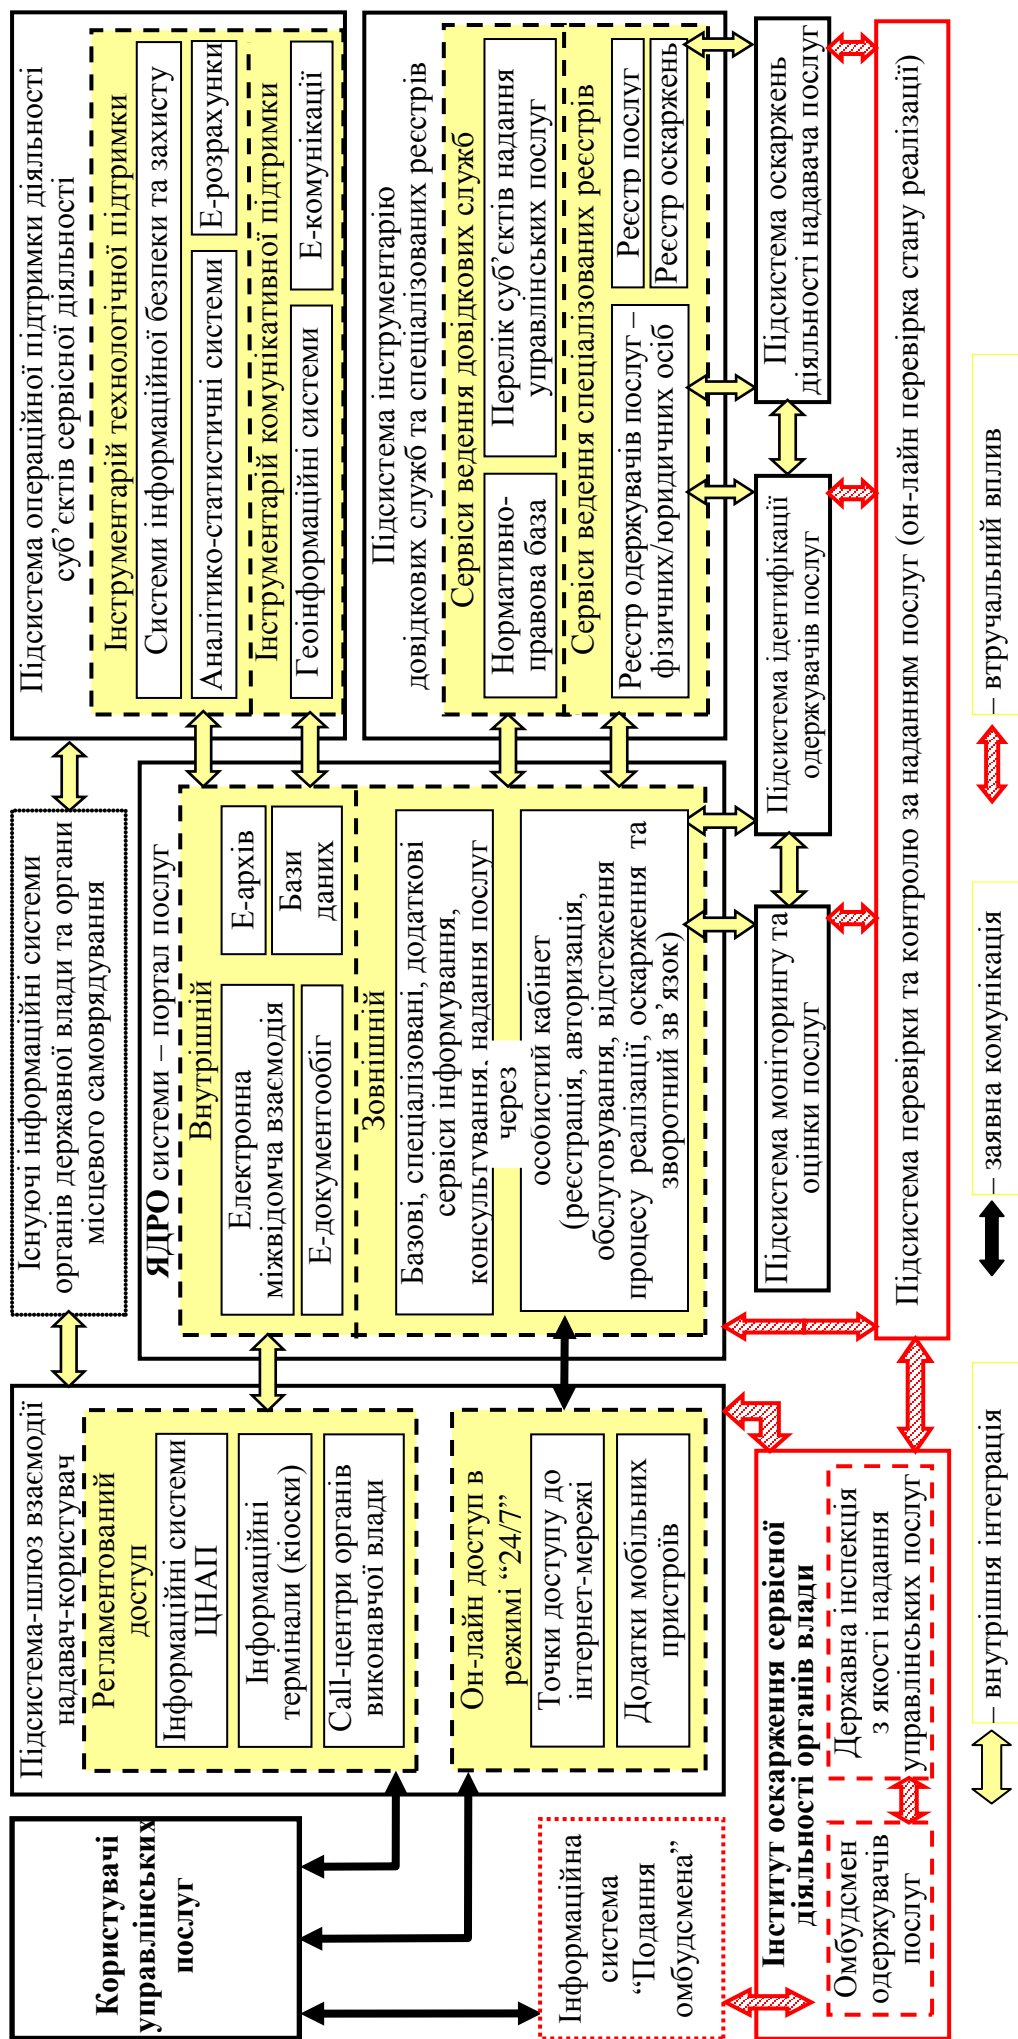 Користувачі
управлінських
послуг
Інформаційна
система
“Подання
омбудсмена”
Підсистема-шлюз взаємодії
надавач-користувач
Регламентований
доступ
Інформаційні системи
ЦНАП
Інформаційні
термінали (кіоски)
Call-центри органів
виконавчої влади
Он-лайн доступ в
режимі “24/7”
Точки доступу до
інтернет-мережі
Додатки мобільних
пристроїв
Інститут оскарження сервісної
діяльності органів влади
Омбудсмен
одержувачів
послуг
Державна інспекція
з якості надання
управлінських послуг
Існуючі інформаційні системи
органів державної влади та органи
місцевого самоврядування
ЯДРО системи – портал послуг
Внутрішній
Електронна
міжвідомча взаємодія
Е-документообіг
Е-архів
Бази
даних
Зовнішній
Базові, спеціалізовані, додаткові
сервіси інформування,
консультування, надання послуг
через
особистий кабінет
(реєстрація, авторизація,
обслуговування, відстеження
процесу реалізації, оскарження та
зворотний зв’язок)
Підсистема операційної підтримки діяльності
суб’єктів сервісної діяльності
Інструментарій технологічної підтримки
Системи інформаційної безпеки та захисту
Аналітико-статистичні системи
Е-розрахунки
Інструментарій комунікативної підтримки
Геоінформаційні системи
Е-комунікації
Підсистема інструментарію
довідкових служб та спеціалізованих реєстрів
Сервіси ведення довідкових служб
Нормативно-
правова база
Перелік суб’єктів надання
управлінських послуг
Сервіси ведення спеціалізованих реєстрів
Реєстр одержувачів послуг –
фізичних/юридичних осіб
Реєстр послуг
Реєстр оскаржень
Підсистема моніторингу та
оцінки послуг
Підсистема ідентифікації
одержувачів послуг
Підсистема оскаржень
діяльності надавача послуг
Підсистема перевірки та контролю за наданням послуг (он-лайн перевірка стану реалізації)
– внутрішня інтеграція
– заявна комунікація
– втручальний вплив